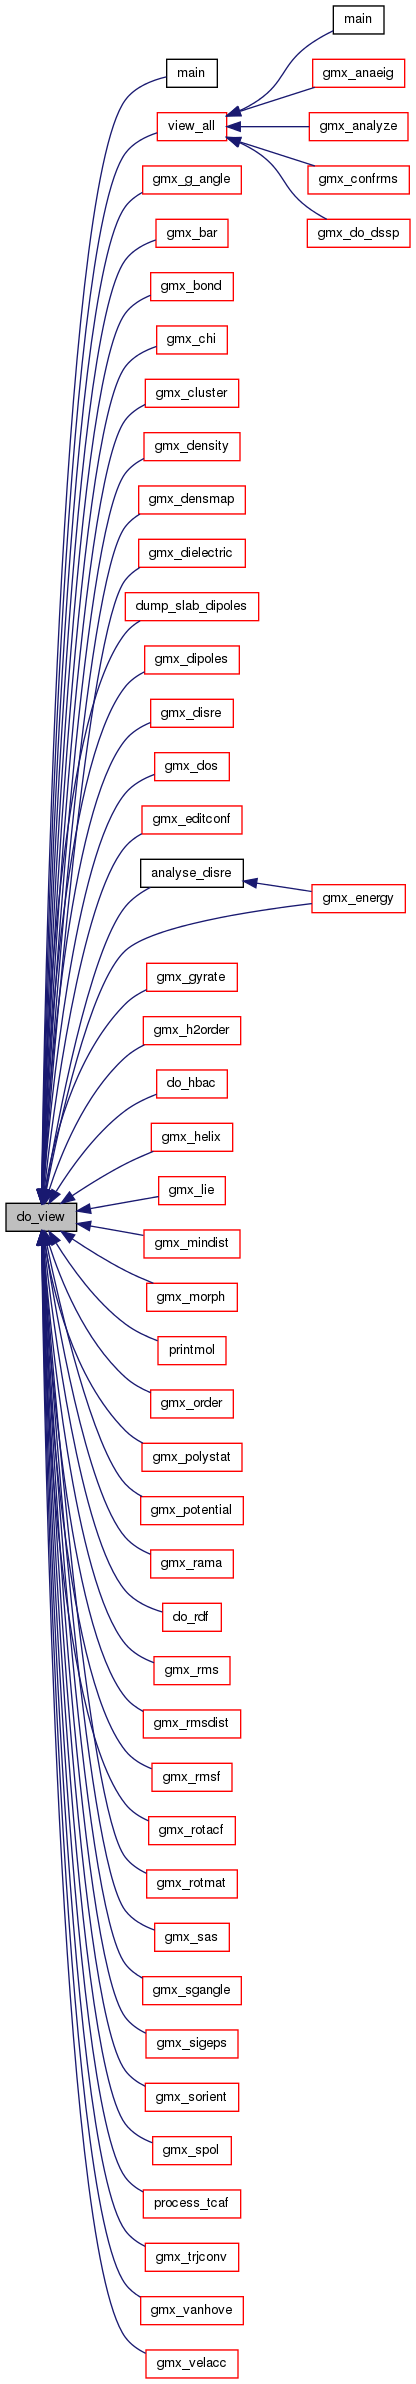 main
gmx_anaeig
main
gmx_analyze
view_all
gmx_confrms
gmx_g_angle
gmx_do_dssp
gmx_bar
gmx_bond
gmx_chi
gmx_cluster
gmx_density
gmx_densmap
gmx_dielectric
dump_slab_dipoles
gmx_dipoles
gmx_disre
gmx_dos
gmx_editconf
analyse_disre
gmx_energy
gmx_gyrate
gmx_h2order
do_hbac
gmx_helix
gmx_lie
do_view
gmx_mindist
gmx_morph
printmol
gmx_order
gmx_polystat
gmx_potential
gmx_rama
do_rdf
gmx_rms
gmx_rmsdist
gmx_rmsf
gmx_rotacf
gmx_rotmat
gmx_sas
gmx_sgangle
gmx_sigeps
gmx_sorient
gmx_spol
process_tcaf
gmx_trjconv
gmx_vanhove
gmx_velacc